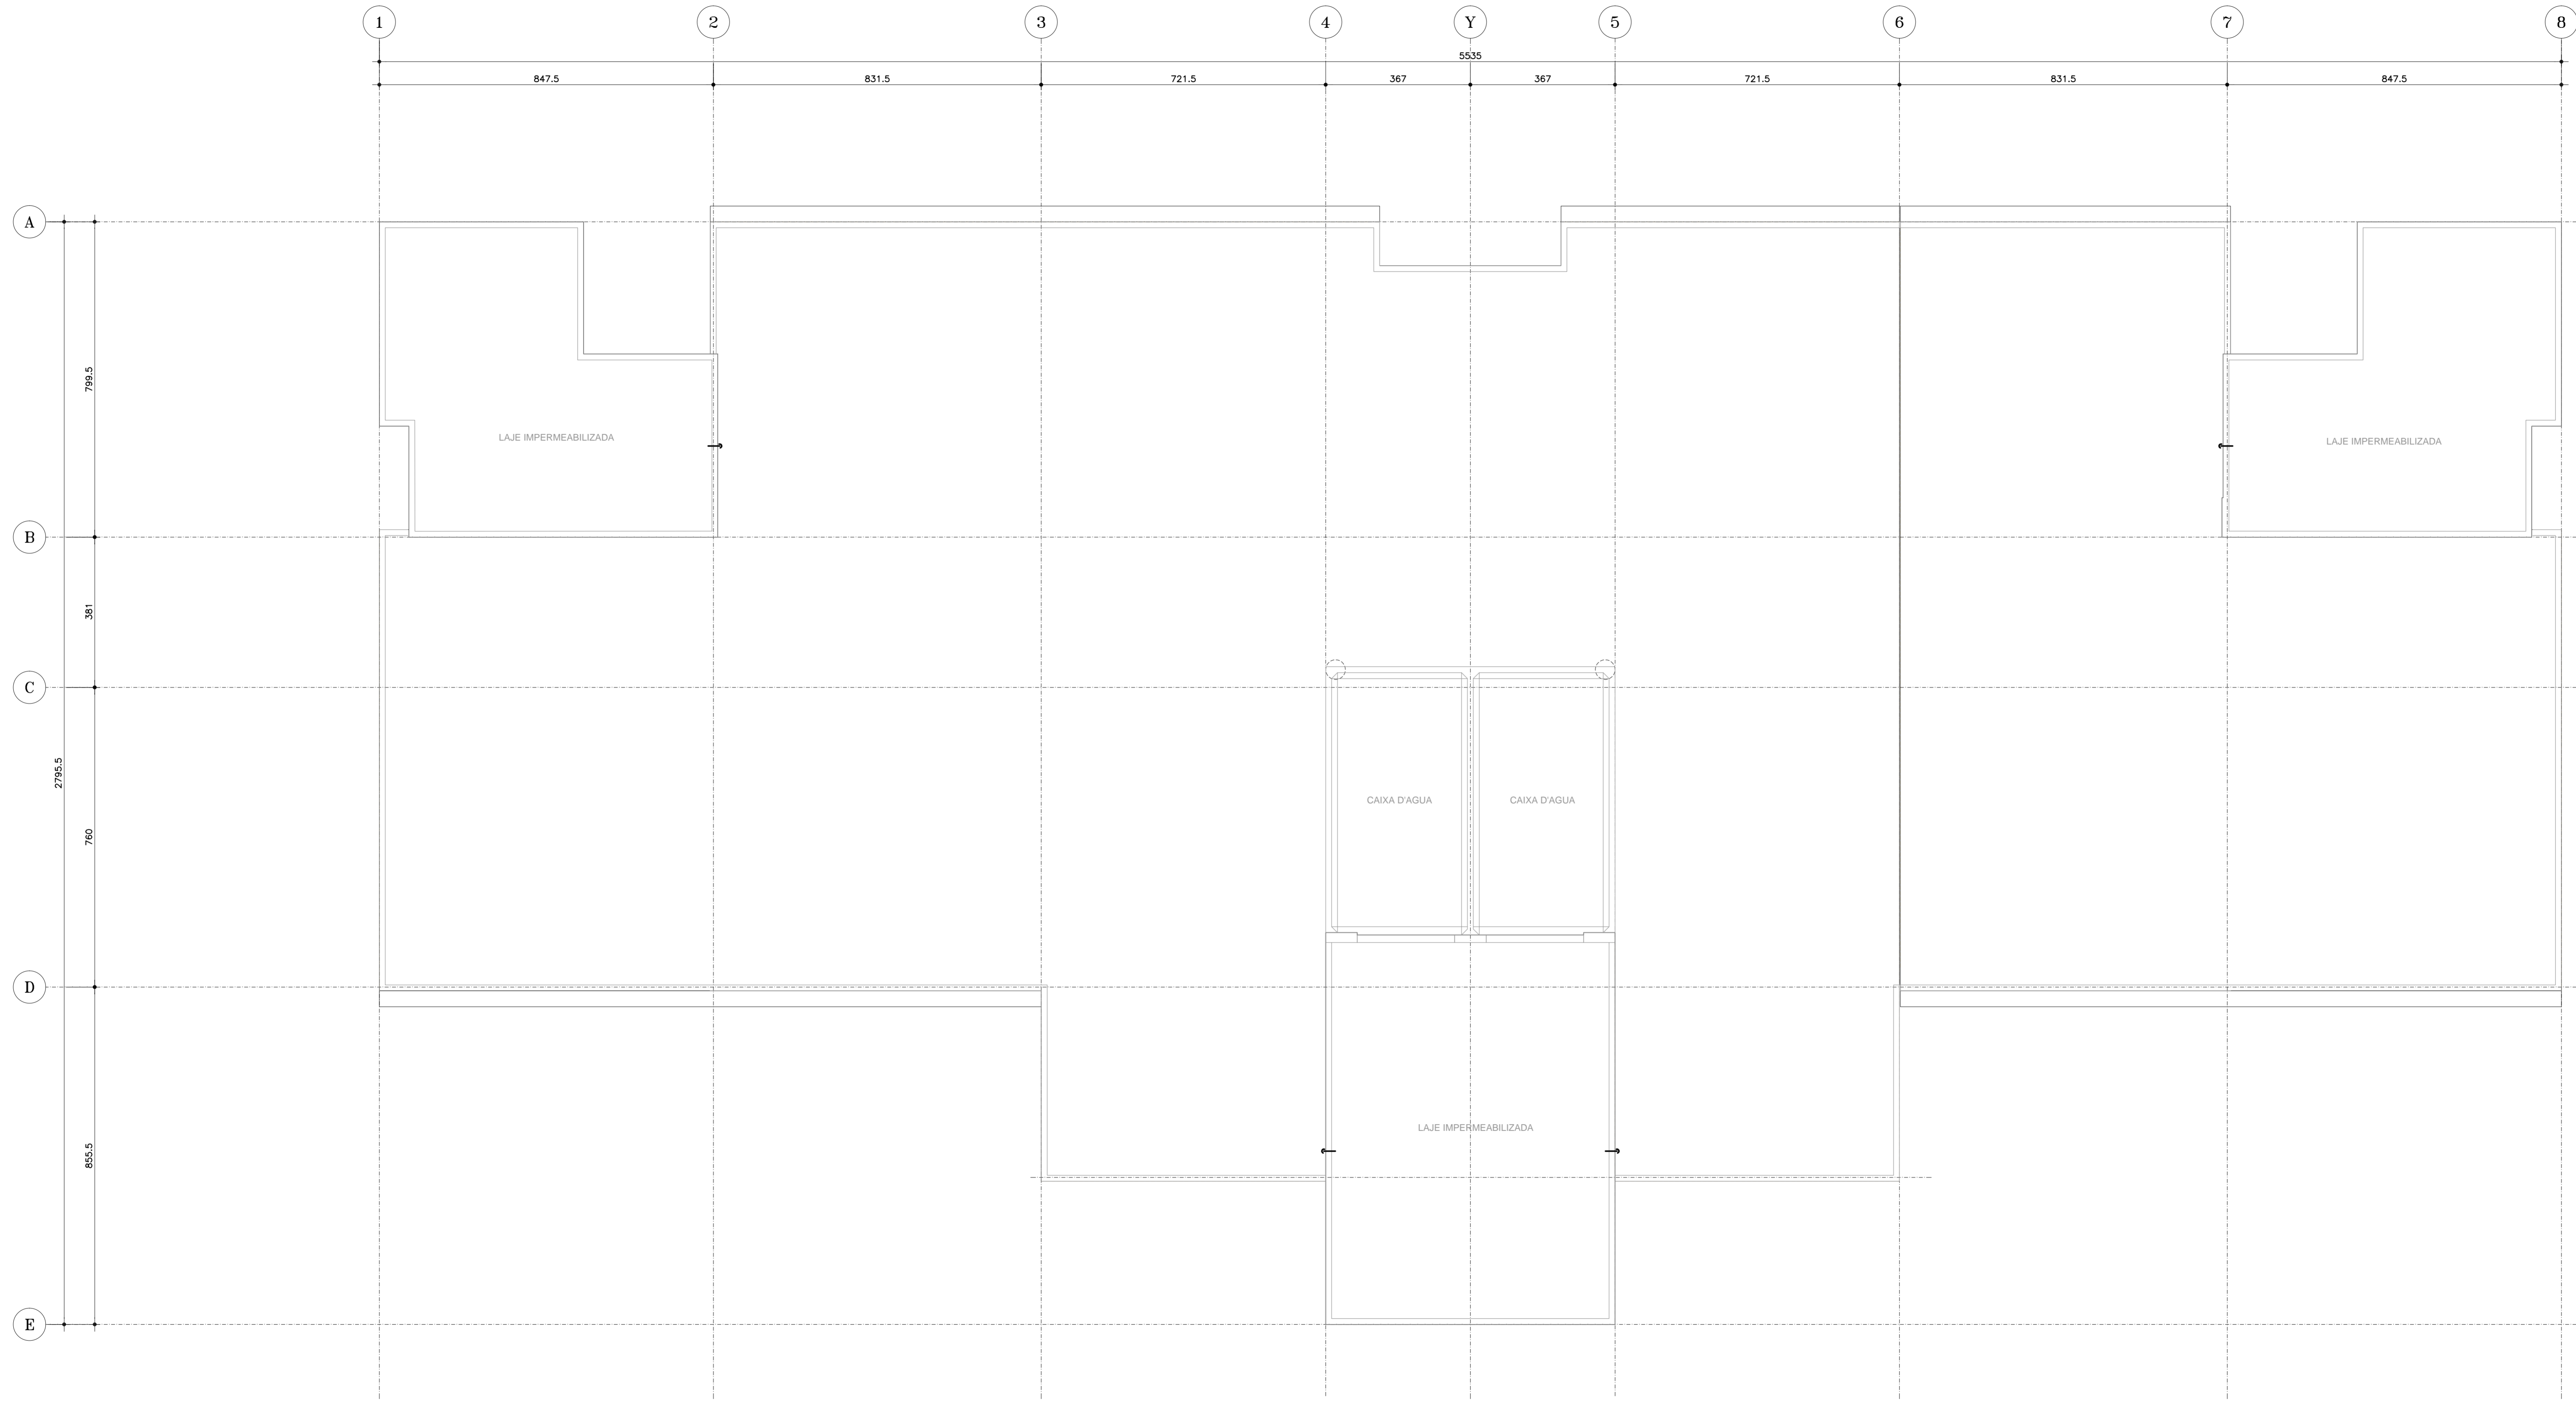 1 2 3 4 Y 5 6 7 8
5535
847.5 831.5 721.5 367 367 721.5 831.5 847.5
A
799.5
LAJE IMPERMEABILIZADA
LAJE IMPERMEABILIZADA
B
381
C
2795.5
760
CAIXA D'AGUA CAIXA D'AGUA
D
LAJE IMPERMEABILIZADA
855.5
E